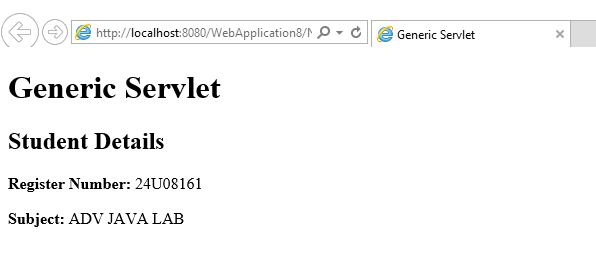 http://localhost:8080/WebApplication8/N
Generic Servlet
Generic Servlet
Student Details
Register Number: 24U08161
Subject: ADV JAVA LAB